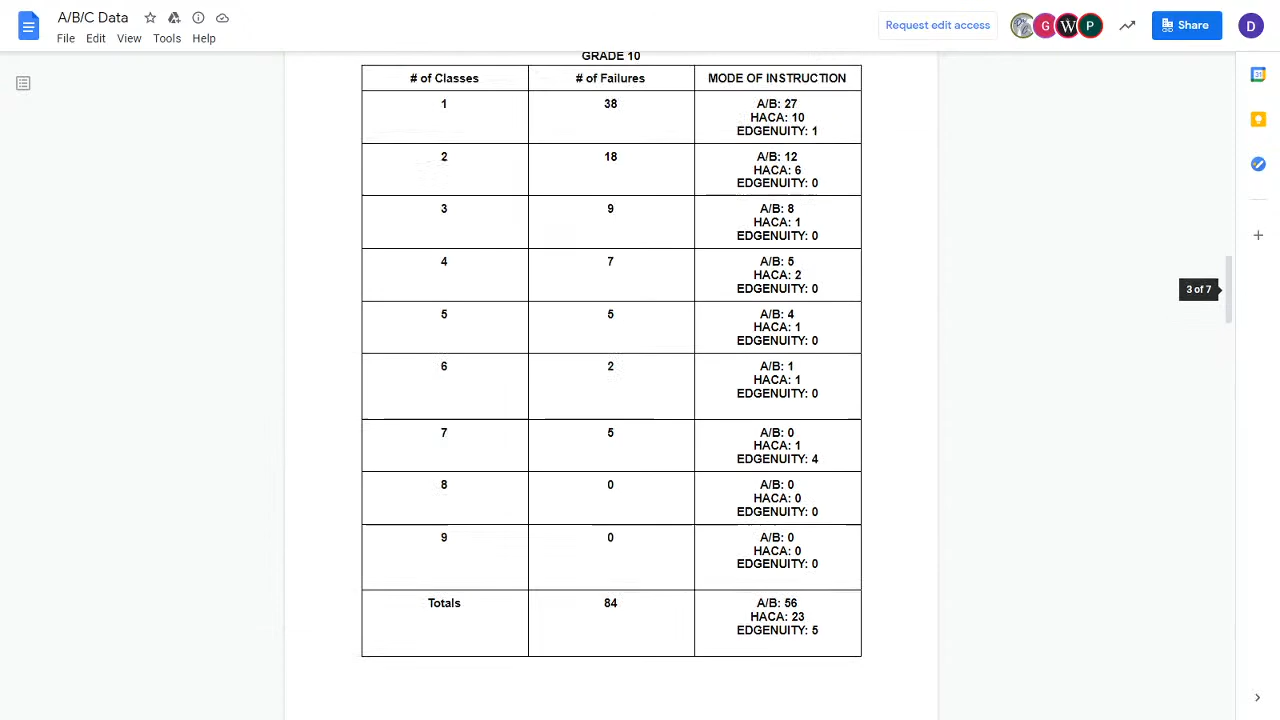 A/B/C Data
File Edit View Tools Help
Request edit access
G W P
Share
D
31
GRADE 10
# of Classes # of Failures MODE OF INSTRUCTION
1 38 A/B: 27
HACA: 10
EDGENUITY: 1
2 18 A/B: 12
HACA: 6
EDGENUITY: 0
3 9 A/B: 8
HACA: 1
EDGENUITY: 0
4 7 A/B: 5
HACA: 2
EDGENUITY: 0
5 5 A/B: 4
HACA: 1
EDGENUITY: 0
6 2 A/B: 1
HACA: 1
EDGENUITY: 0
7 5 A/B: 0
HACA: 1
EDGENUITY: 4
8 0 A/B: 0
HACA: 0
EDGENUITY: 0
9 0 A/B: 0
HACA: 0
EDGENUITY: 0
Totals 84 A/B: 56
HACA: 23
EDGENUITY: 5
3 of 7